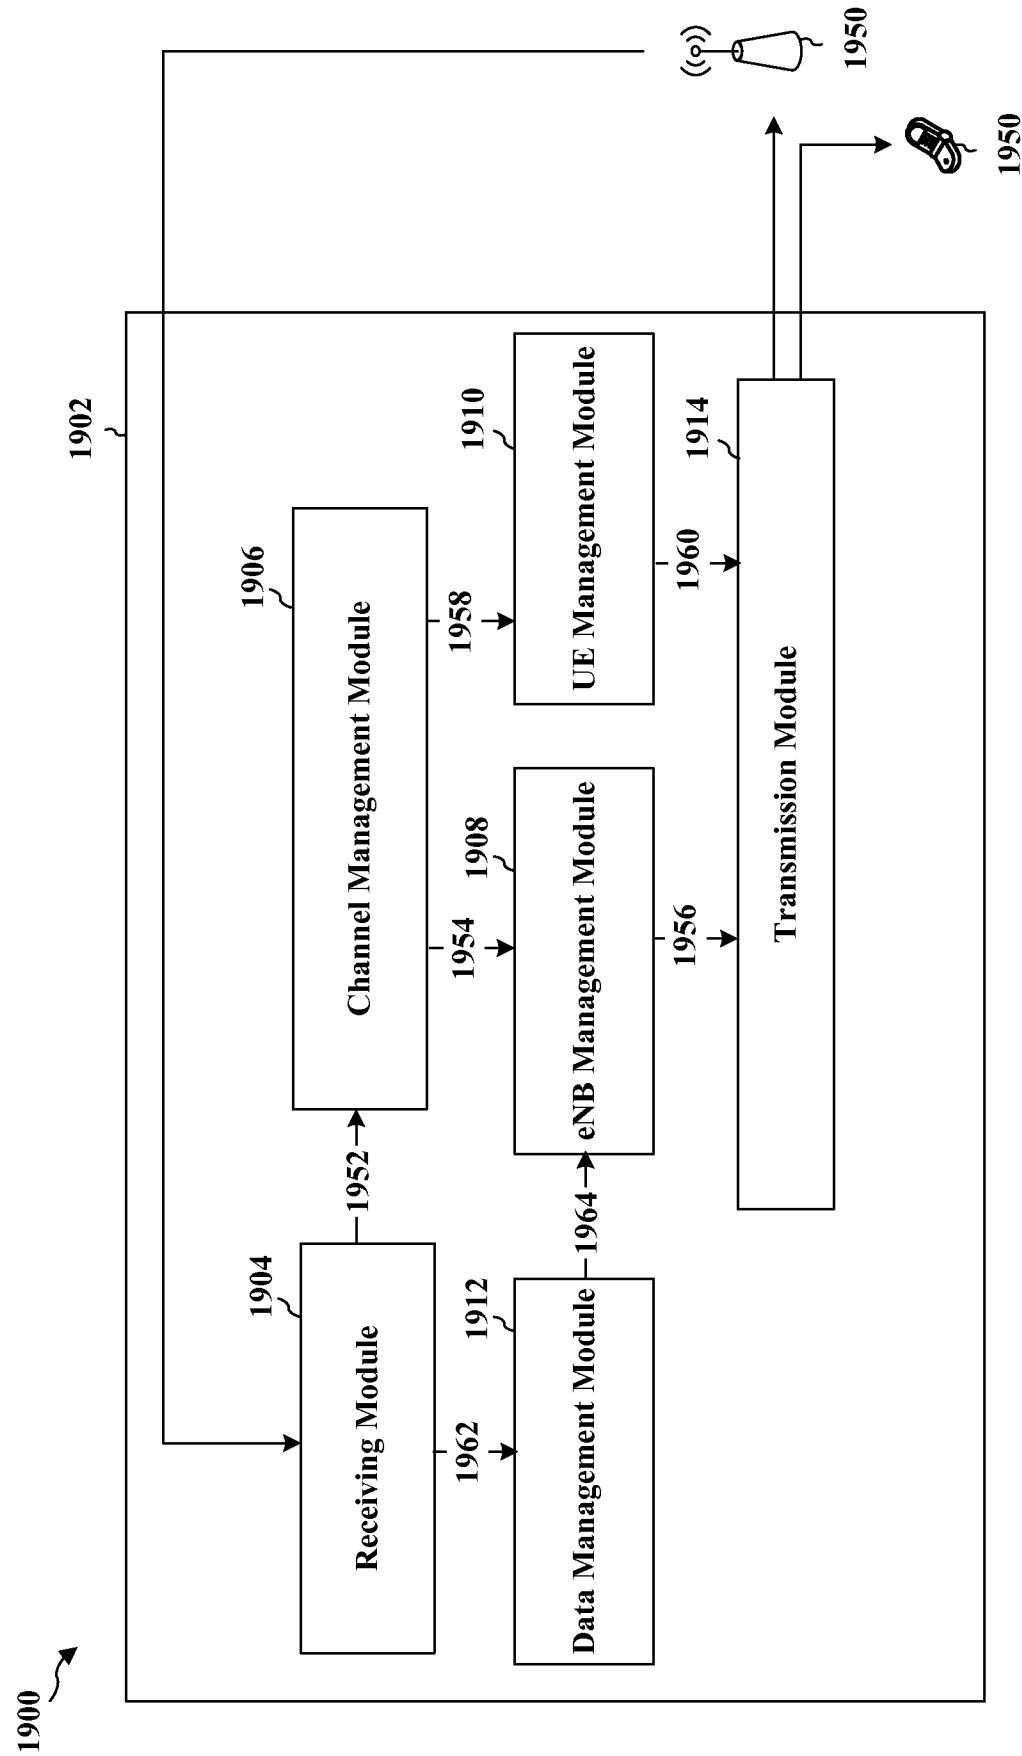 1900
1902
1904
Receiving Module
1952
1906
Channel Management Module
1962
1954
1958
1912
Data Management Module
1964
1908
eNB Management Module
1910
UE Management Module
1956
1960
1914
Transmission Module
1950
1950